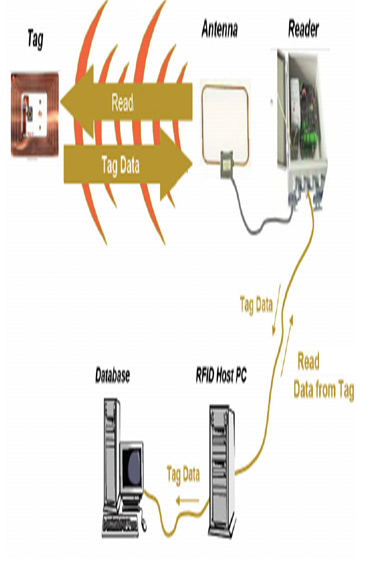 Tag
Antenna
Reader
Read
Tag Data
Tag Data
Read
Data from Tag
Database
RFID Host PC
Tag Data